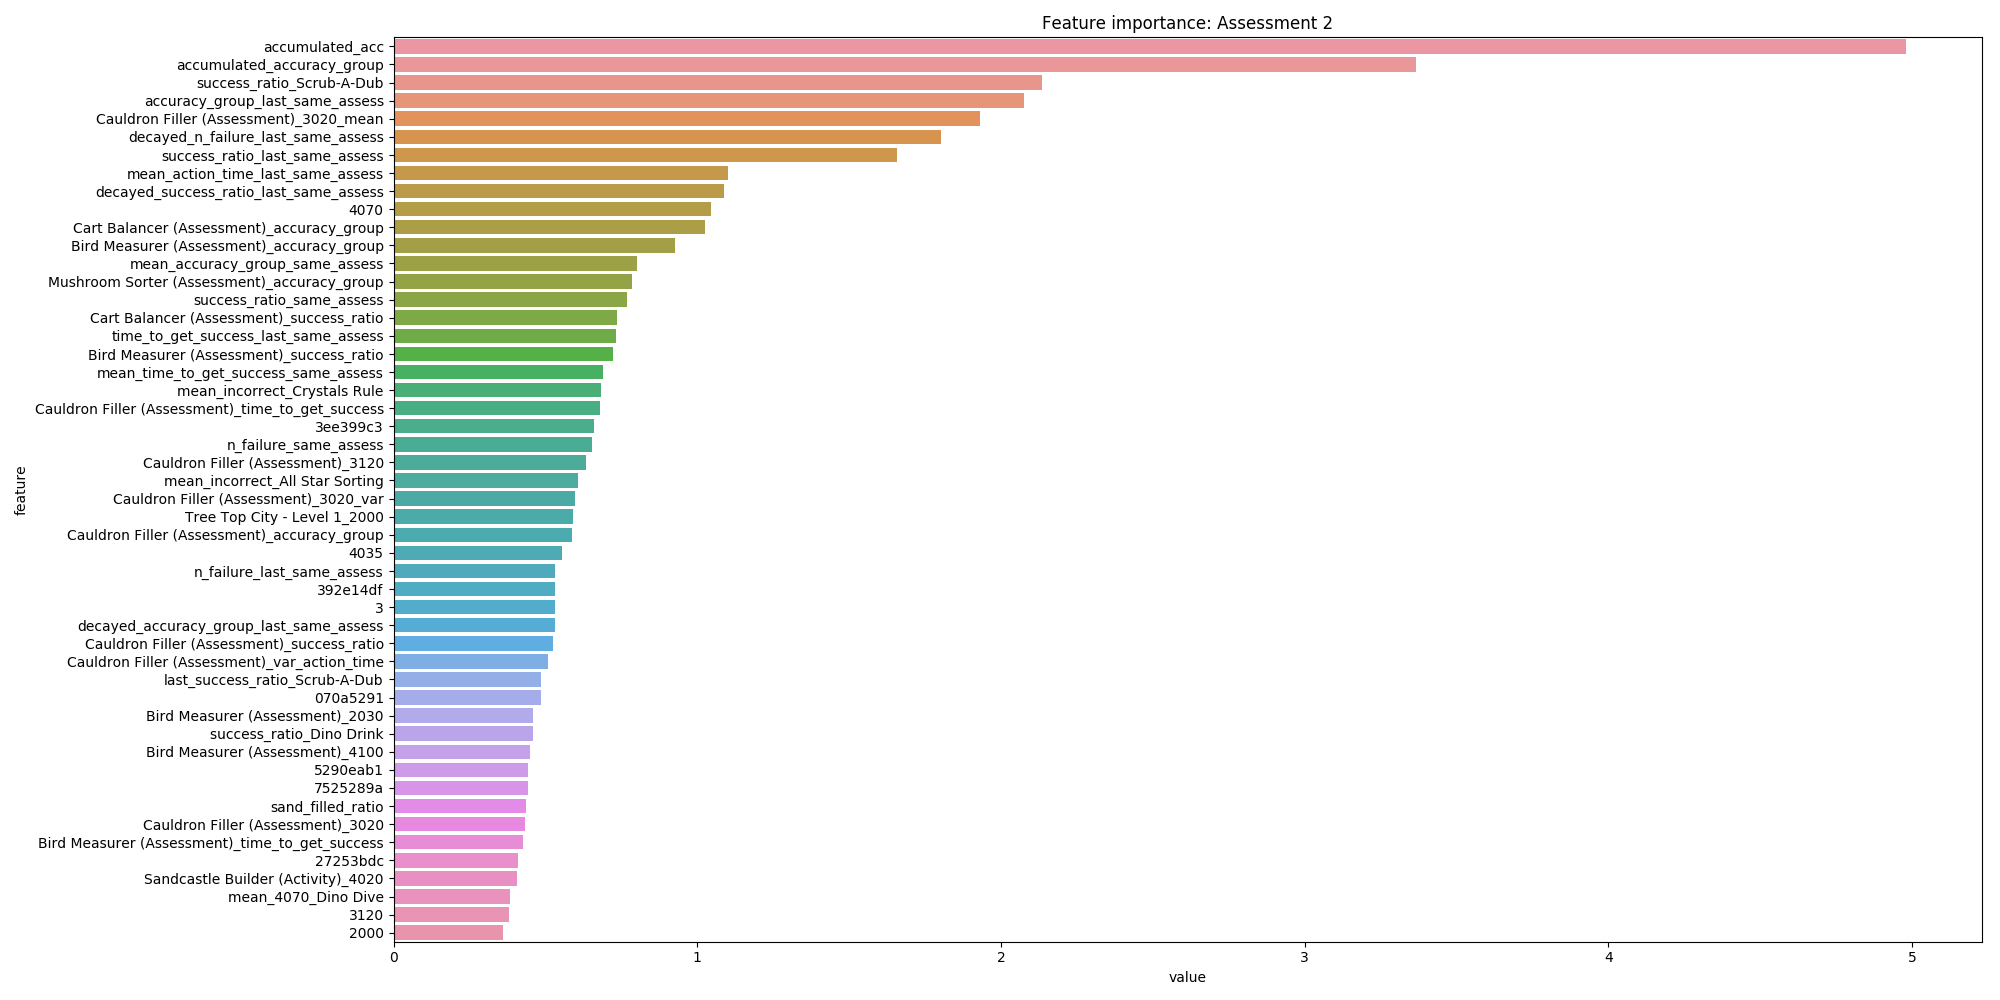 Feature importance: Assessment 2
feature
accumulated_acc
accumulated_accuracy_group
success_ratio_Scrub-A-Dub
accuracy_group_last_same_assess
Cauldron Filler (Assessment)_3020_mean
decayed_n_failure_last_same_assess
success_ratio_last_same_assess
mean_action_time_last_same_assess
decayed_success_ratio_last_same_assess
4070
Cart Balancer (Assessment)_accuracy_group
Bird Measurer (Assessment)_accuracy_group
mean_accuracy_group_same_assess
Mushroom Sorter (Assessment)_accuracy_group
success_ratio_same_assess
Cart Balancer (Assessment)_success_ratio
time_to_get_success_last_same_assess
Bird Measurer (Assessment)_success_ratio
mean_time_to_get_success_same_assess
mean_incorrect_Crystals Rule
Cauldron Filler (Assessment)_time_to_get_success
3ee399c3
n_failure_same_assess
Cauldron Filler (Assessment)_3120
mean_incorrect_All Star Sorting
Cauldron Filler (Assessment)_3020_var
Tree Top City - Level 1_2000
Cauldron Filler (Assessment)_accuracy_group
4035
n_failure_last_same_assess
392e14df
3
decayed_accuracy_group_last_same_assess
Cauldron Filler (Assessment)_success_ratio
Cauldron Filler (Assessment)_var_action_time
last_success_ratio_Scrub-A-Dub
070a5291
Bird Measurer (Assessment)_2030
success_ratio_Dino Drink
Bird Measurer (Assessment)_4100
5290eab1
7525289a
sand_filled_ratio
Cauldron Filler (Assessment)_3020
Bird Measurer (Assessment)_time_to_get_success
27253bdc
Sandcastle Builder (Activity)_4020
mean_4070_Dino Dive
3120
2000
0 1 2 3 4 5
value